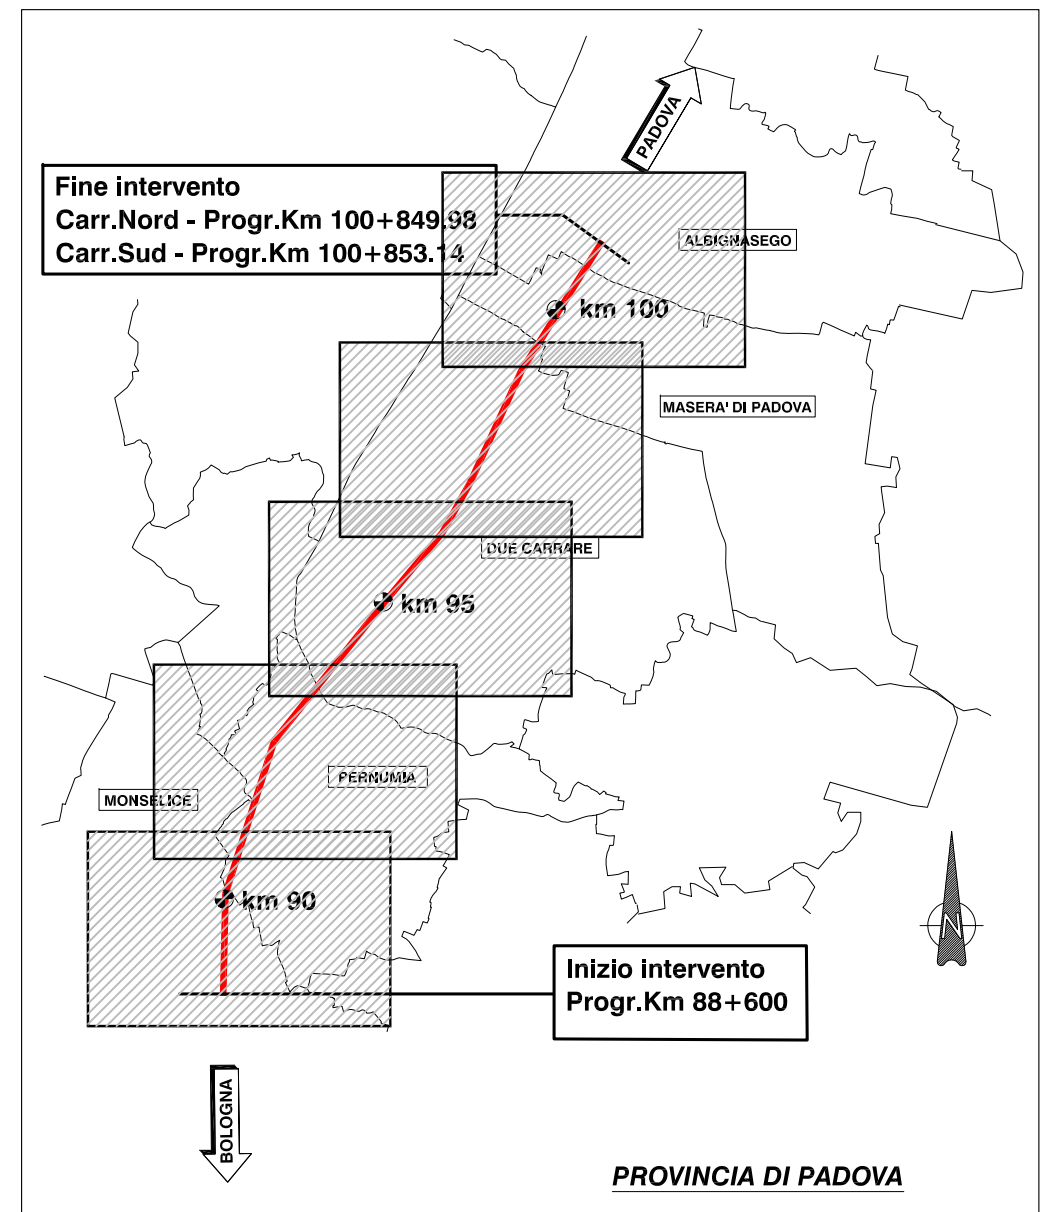 PADOVA
Fine intervento
Carr.Nord - Progr.Km 100+849.98
Carr.Sud - Progr.Km 100+853.14
ALBIGNASEGO
km 100
MASERA' DI PADOVA
DUE CARRARE
km 95
PERNUMIA
MONSELICE
km 90
N
Inizio intervento
Progr.Km 88+600
BOLOGNA
PROVINCIA DI PADOVA